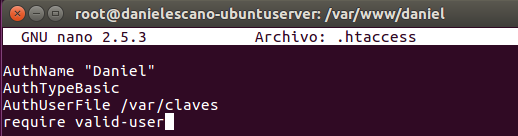 root@danielescano-ubuntuserver: /var/www/daniel
GNU nano 2.5.3 Archivo: .htaccess
AuthName "Daniel"
AuthTypeBasic
AuthUserFile /var/claves
require valid-user